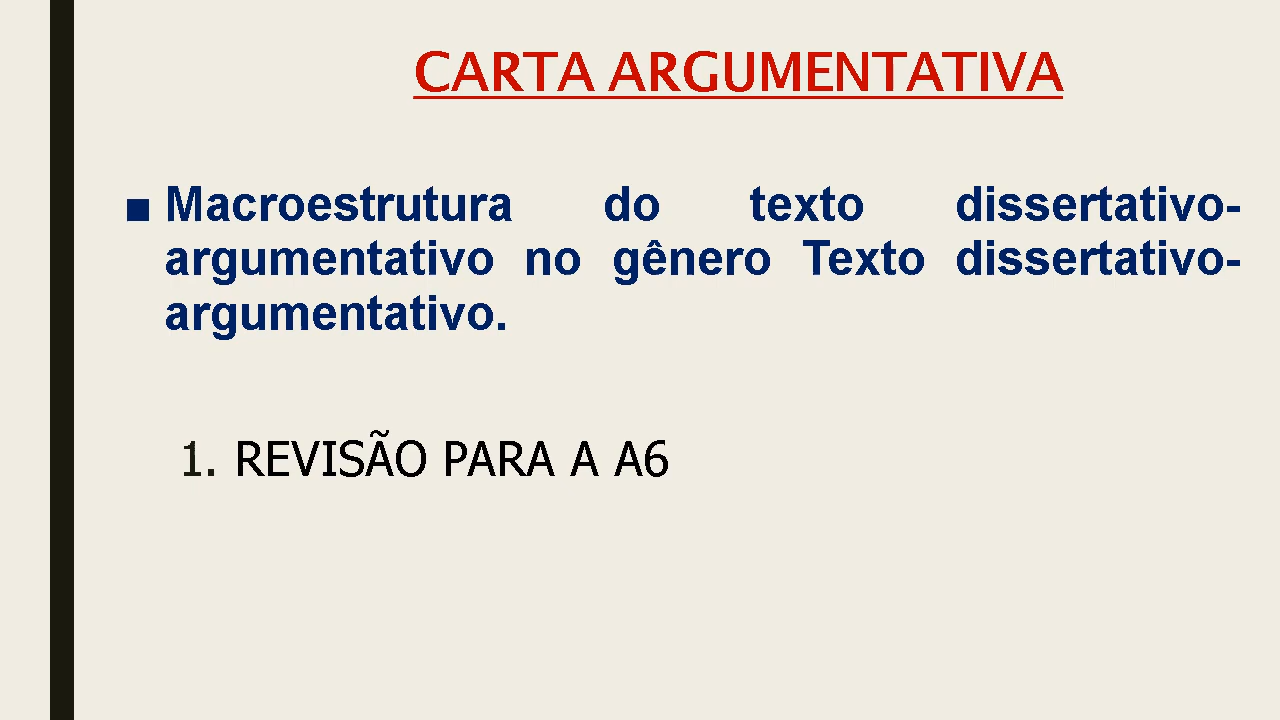 CARTA ARGUMENTATIVA
■ Macroestrutura do texto dissertativo-
argumentativo no gênero Texto dissertativo-
argumentativo.
1. REVISÃO PARA A A6